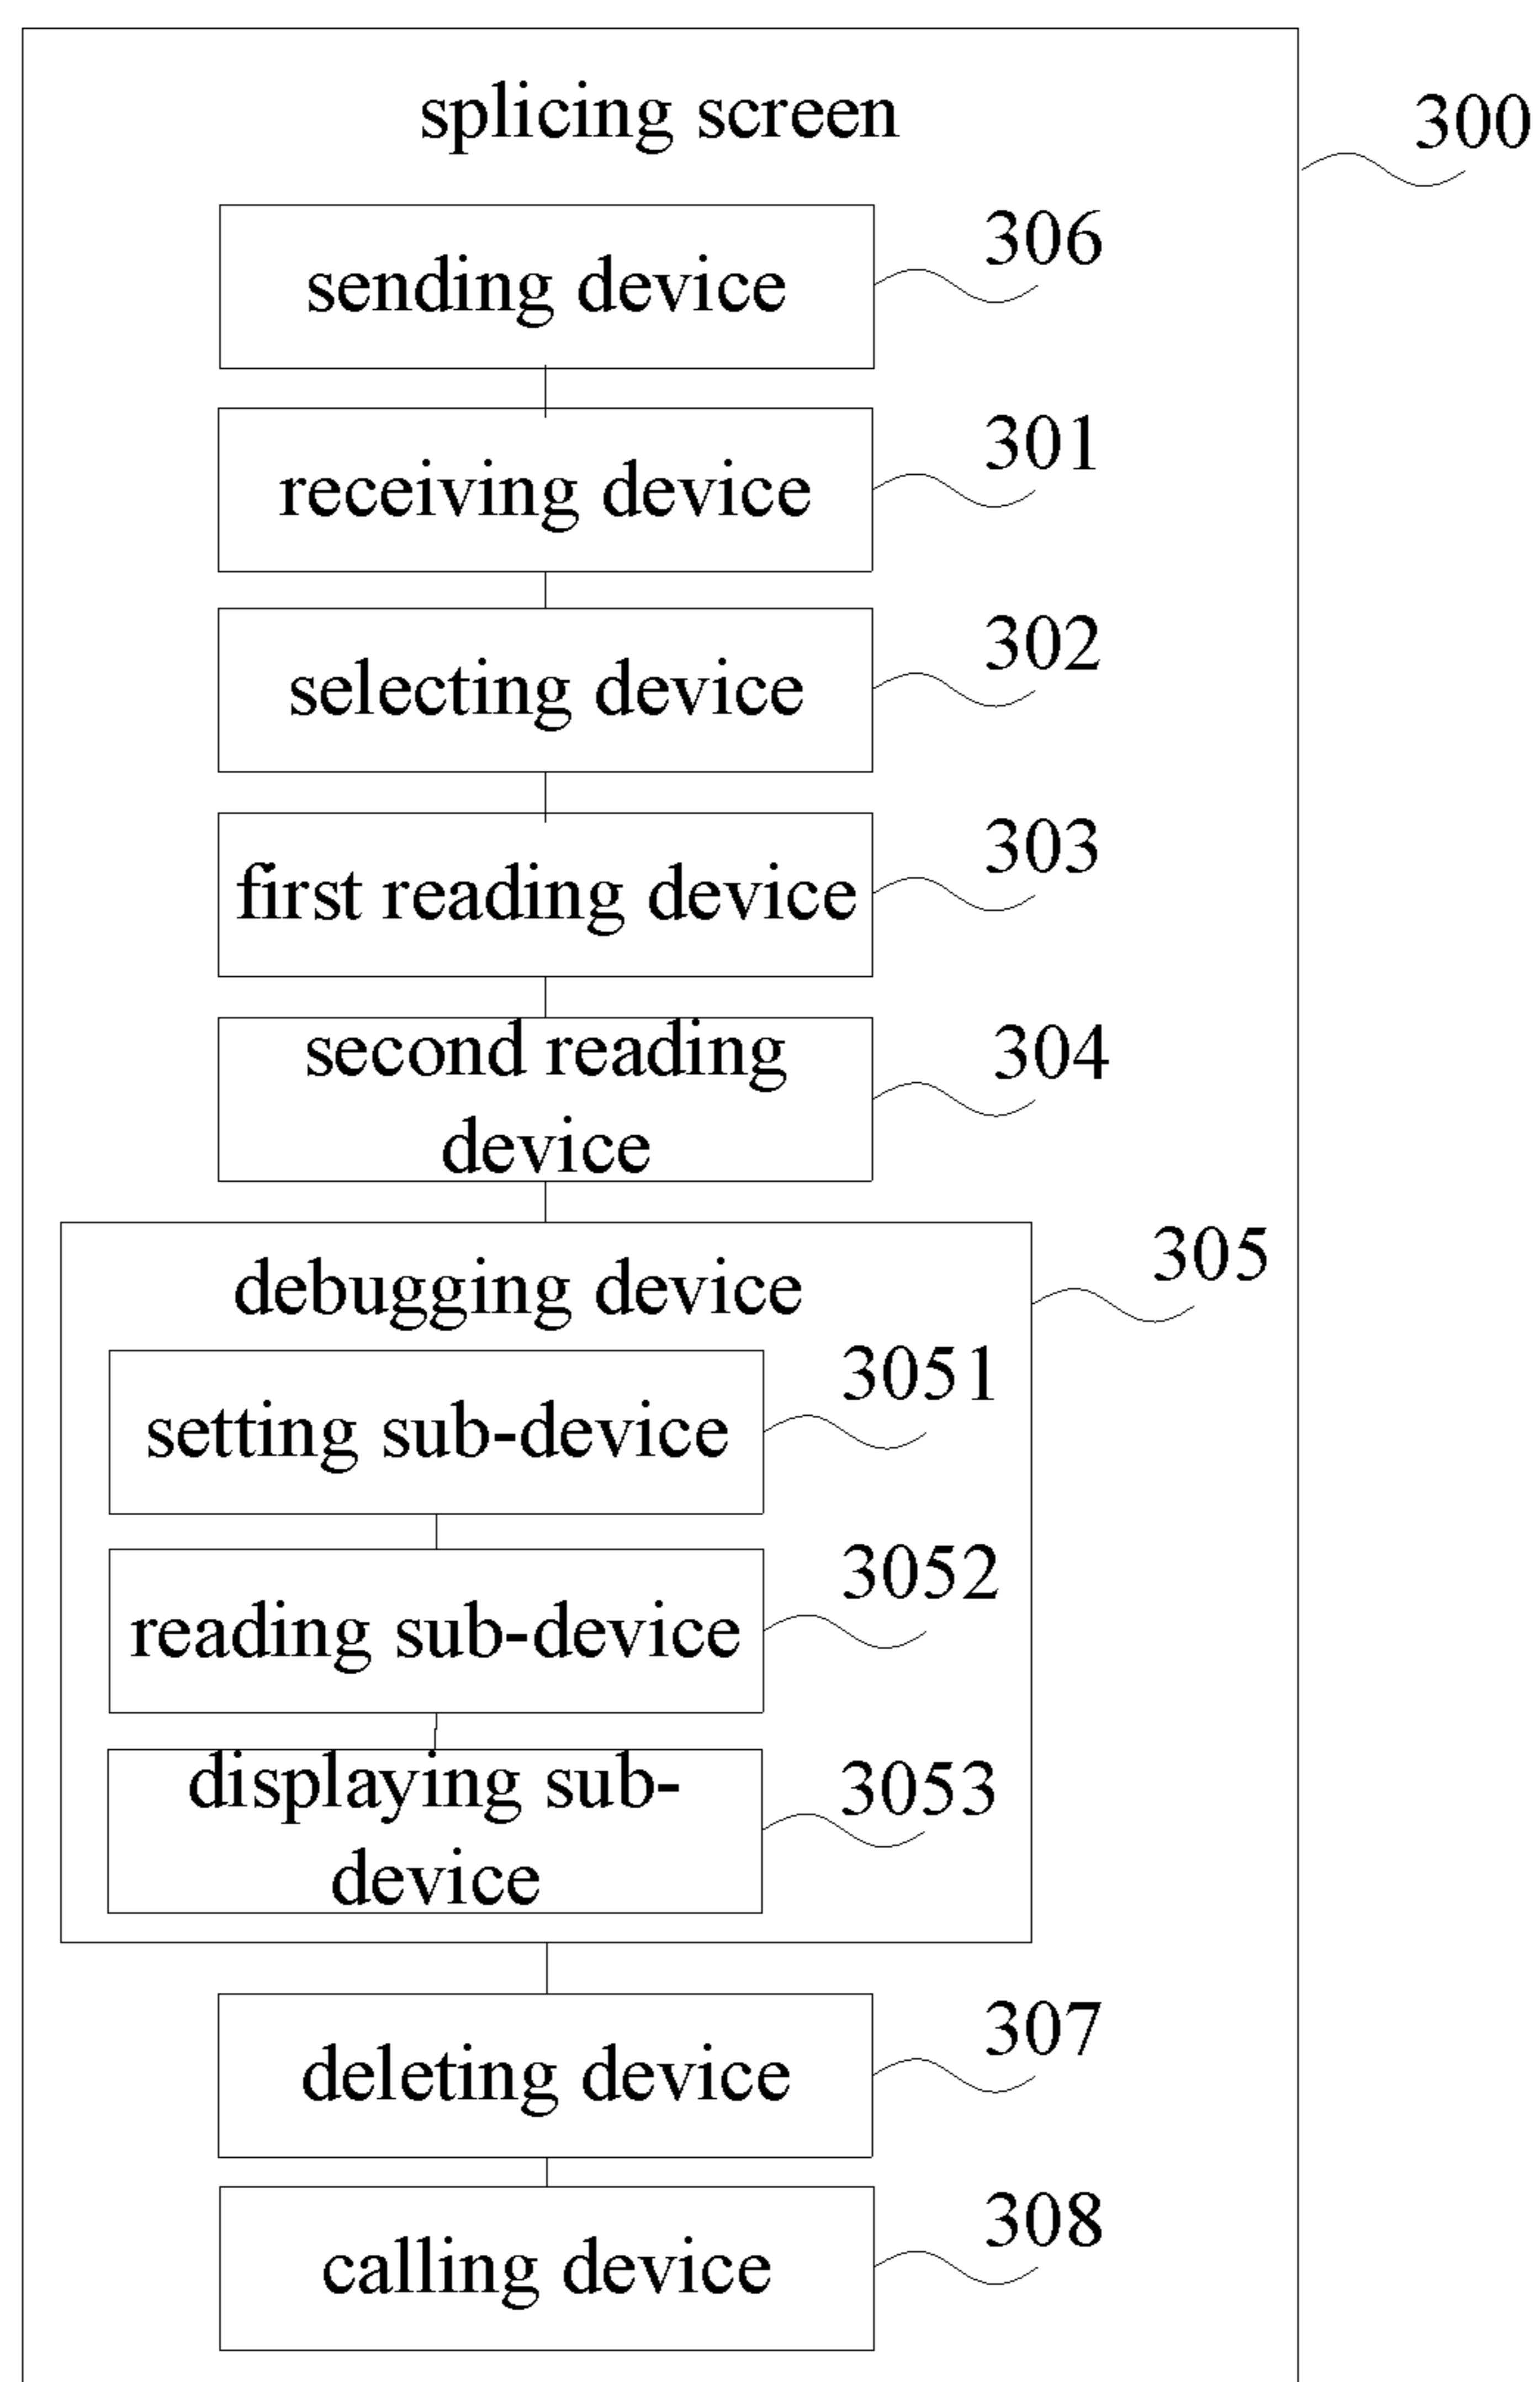 splicing screen
300
sending device
306
receiving device
301
selecting device
302
first reading device
303
second reading
device
304
debugging device
305
setting sub-device
3051
reading sub-device
3052
displaying sub-
device
3053
deleting device
307
calling device
308